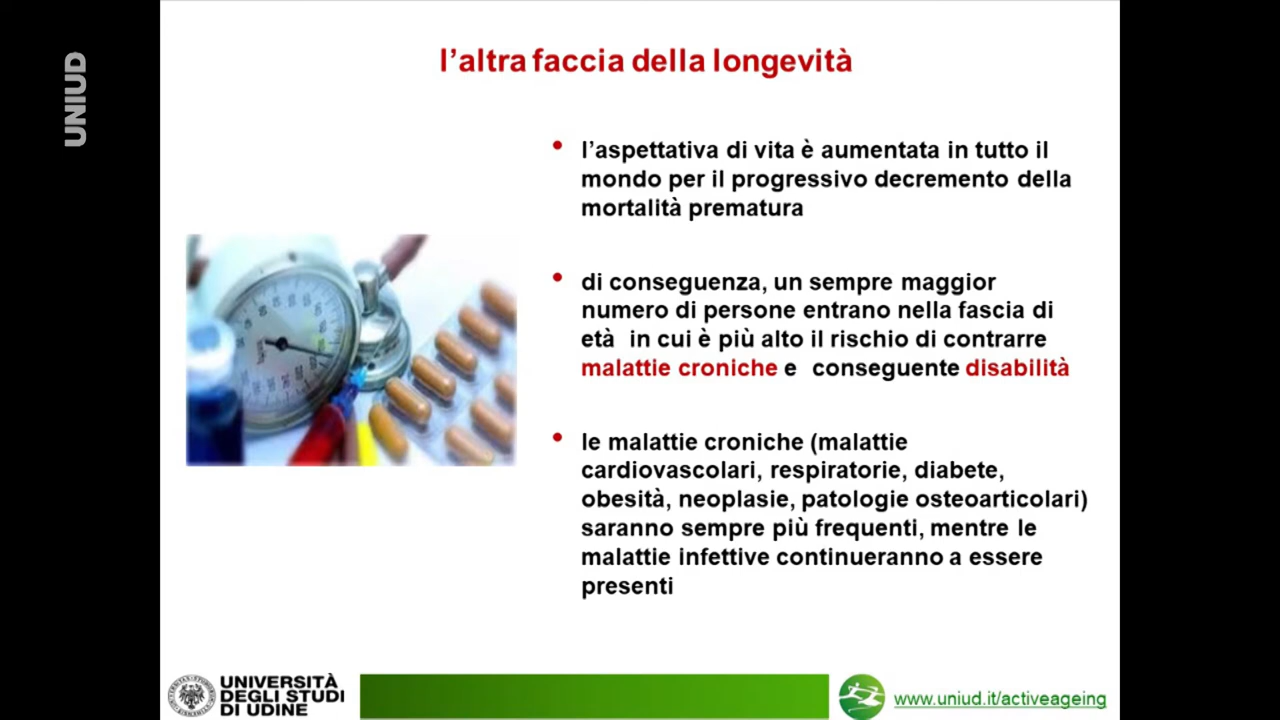 UNIUD
l’altra faccia della longevità
• l’aspettativa di vita è aumentata in tutto il
mondo per il progressivo decremento della
mortalità prematura
• di conseguenza, un sempre maggior
numero di persone entrano nella fascia di
età in cui è più alto il rischio di contrarre
malattie croniche e conseguente disabilità
• le malattie croniche (malattie
cardiovascolari, respiratorie, diabete,
obesità, neoplasie, patologie osteoarticolari)
saranno sempre più frequenti, mentre le
malattie infettive continueranno a essere
presenti
UNIVERSITÀ
DEGLI STUDI
DI UDINE
www.uniud.it/activeageing